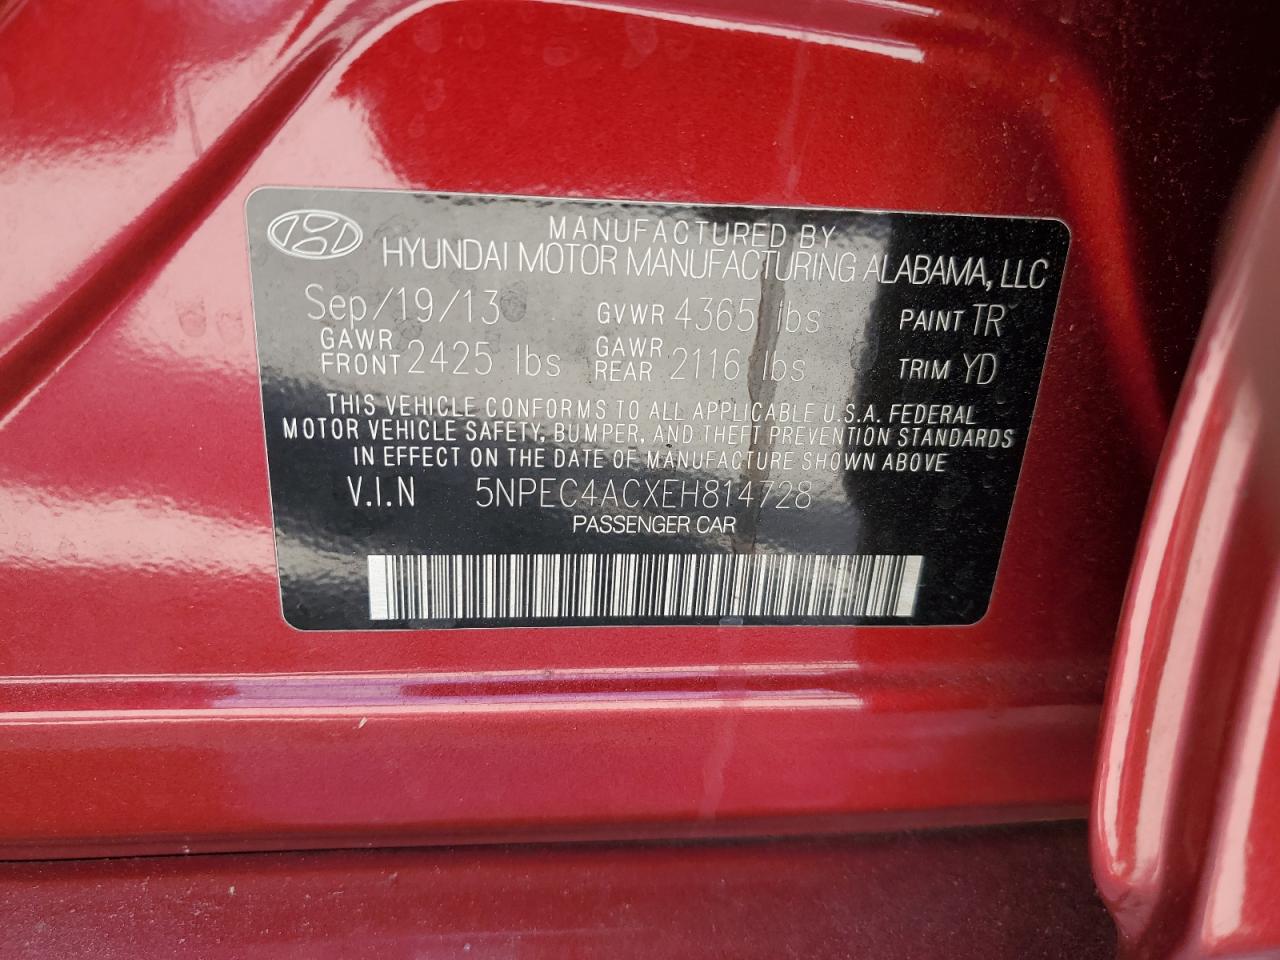 MANUFACTURED BY
HYUNDAI MOTOR MANUFACTURING ALABAMA, LLC
Sep/19/13 GVWR 4365 lbs PAINT TR
GAWR FRONT 2425 lbs GAWR REAR 2116 lbs TRIM YD
THIS VEHICLE CONFORMS TO ALL APPLICABLE U.S.A. FEDERAL
MOTOR VEHICLE SAFETY, BUMPER, AND THEFT PREVENTION STANDARDS
IN EFFECT ON THE DATE OF MANUFACTURE SHOWN ABOVE
V.I.N 5NPEC4ACXEH814728
PASSENGER CAR